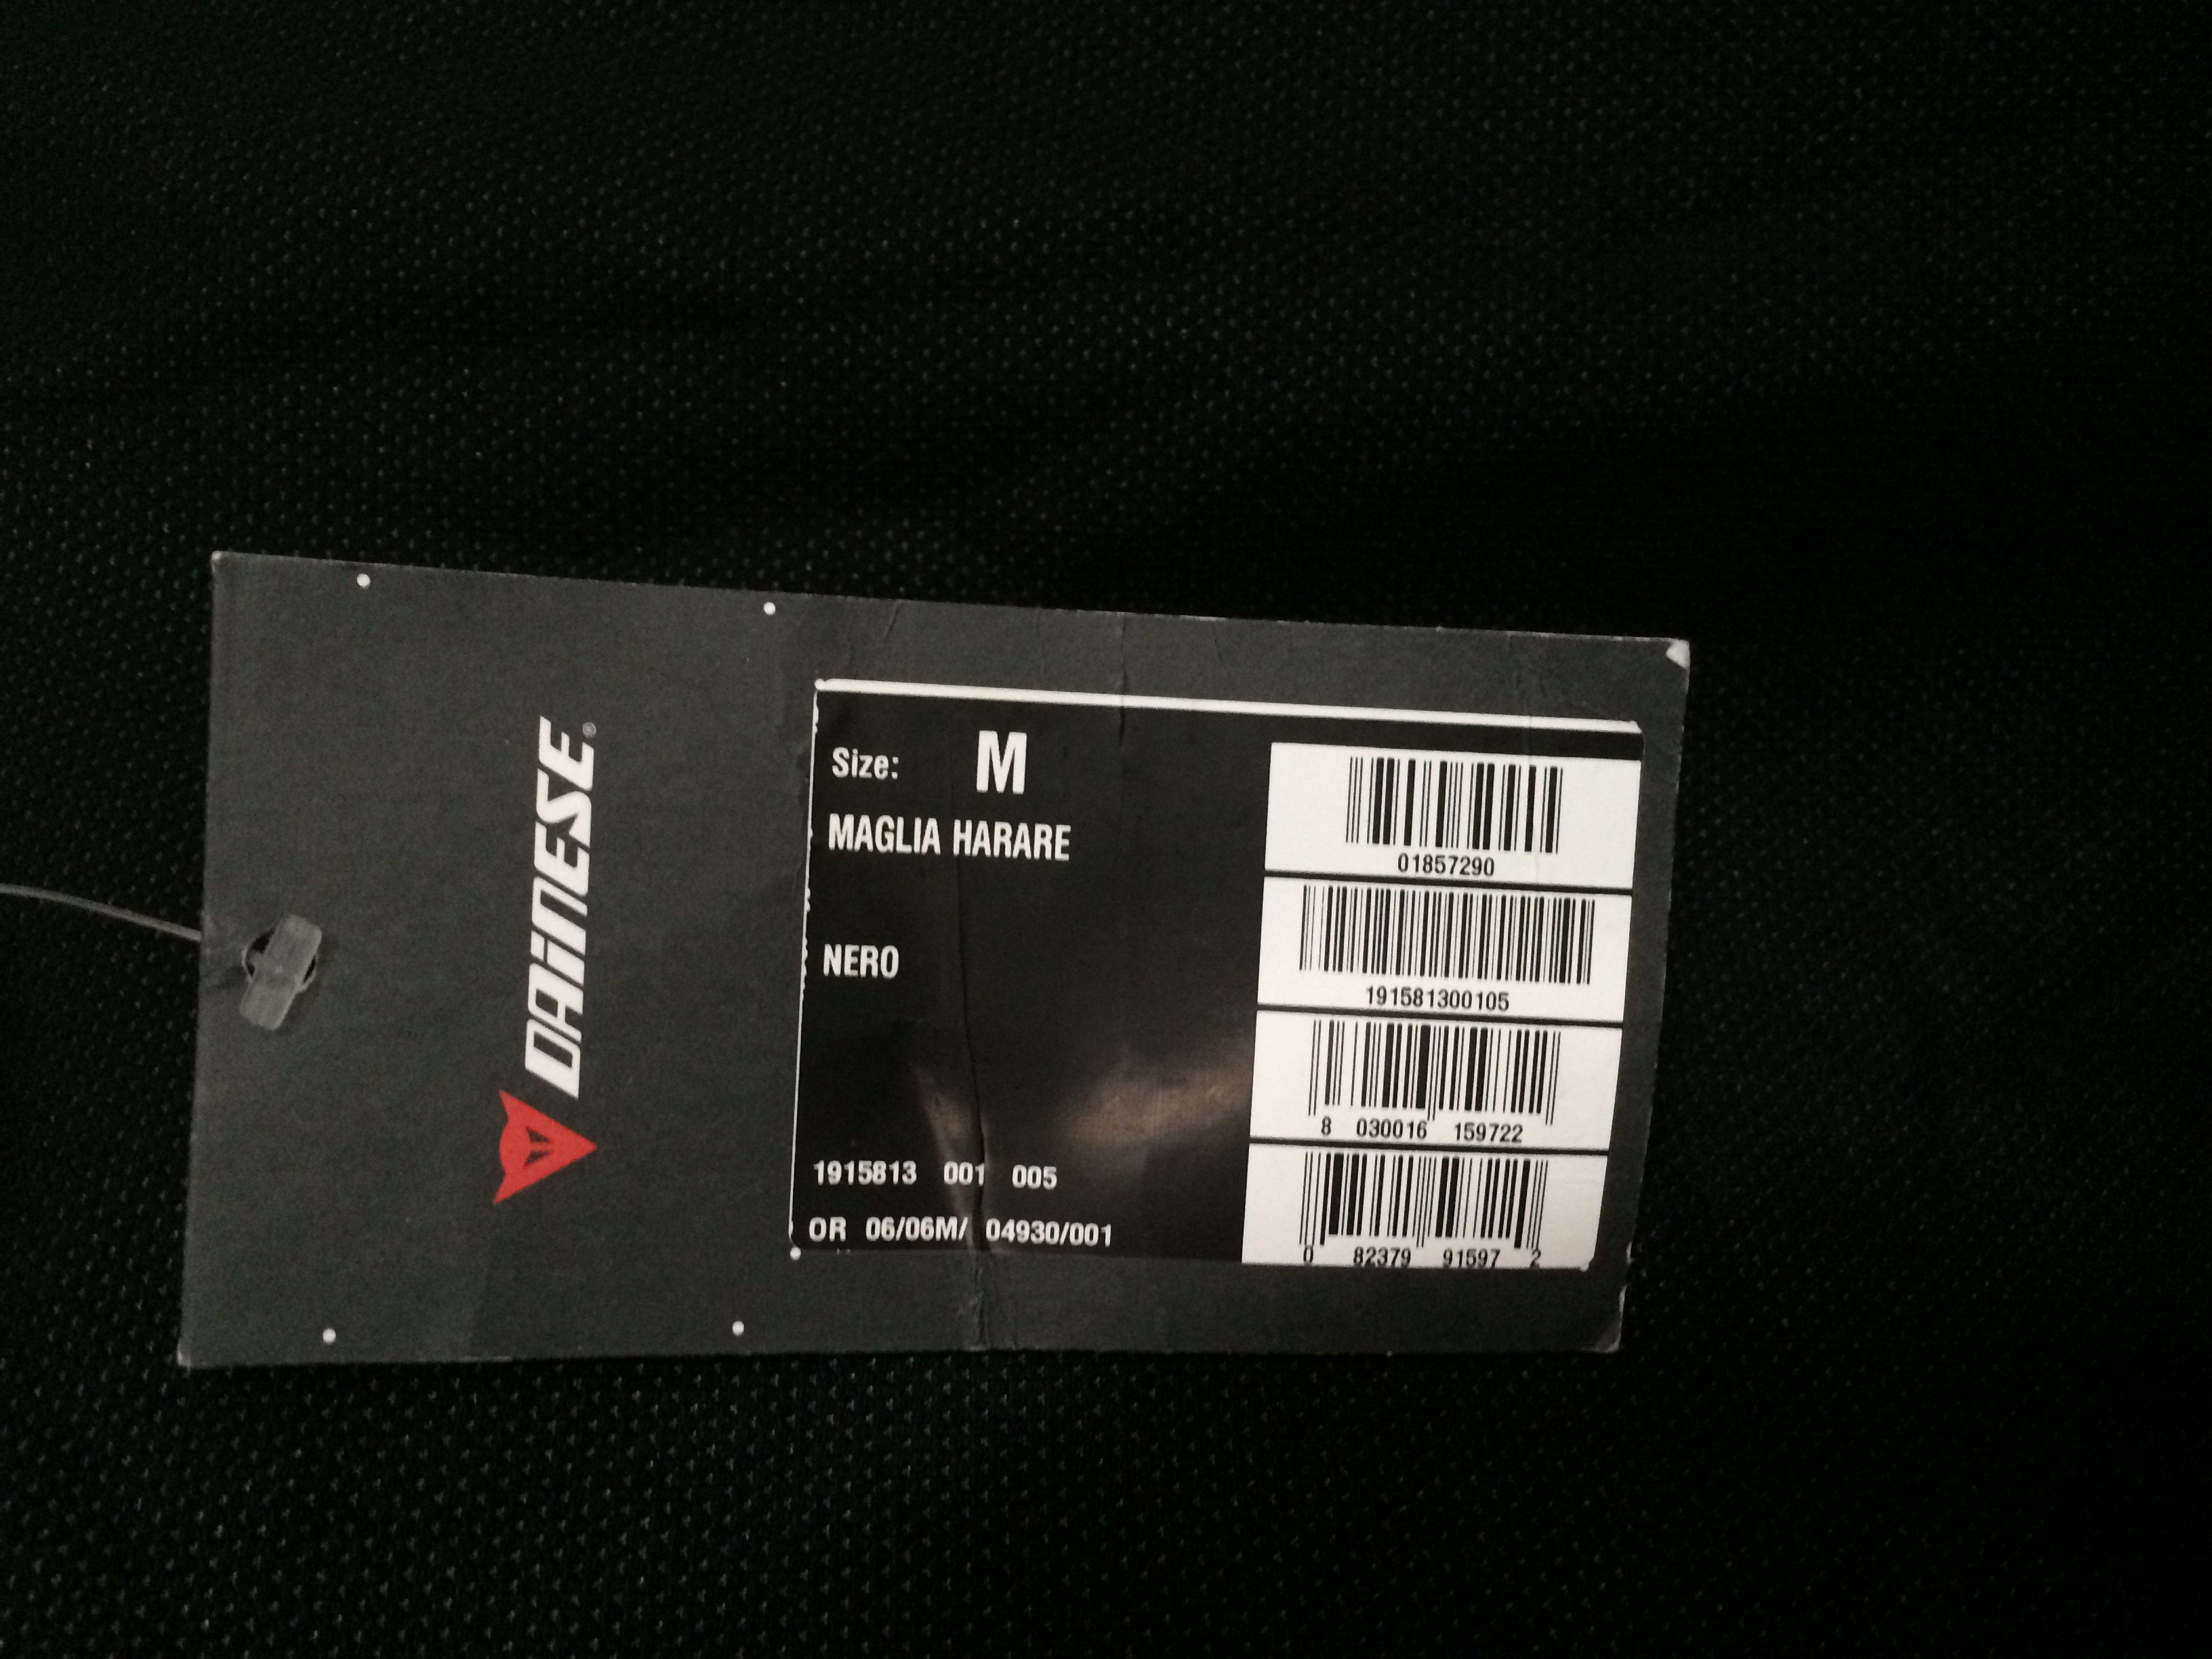 DAINESE®
Size: M
MAGLIA HARARE
NERO
1915813 001 005
OR 06/06M/ 04930/001
01857290
191581300105
8 030016 159722
0 82379 91597 2